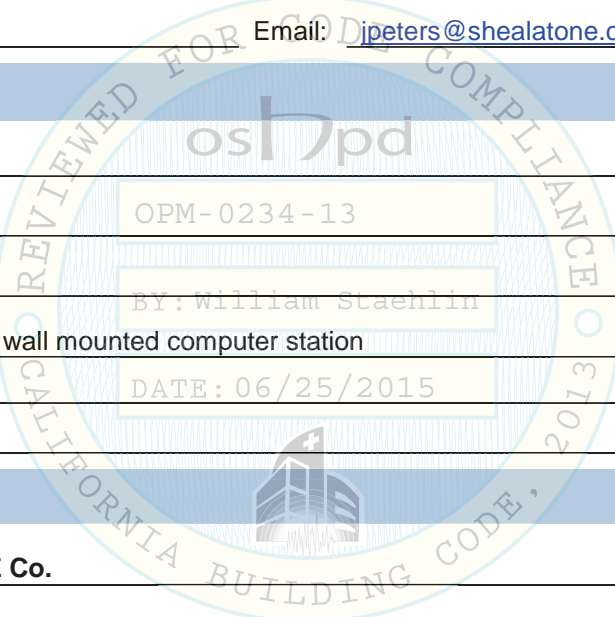 Email: jpeters@shealatone.c
REVIEWED FOR CODE COMPLIANCE
oshpd
OPM-0234-13
BY: William Staehlin
wall mounted computer station
DATE: 06/25/2015
CALIFORNIA BUILDING CODE, 2013
Co.